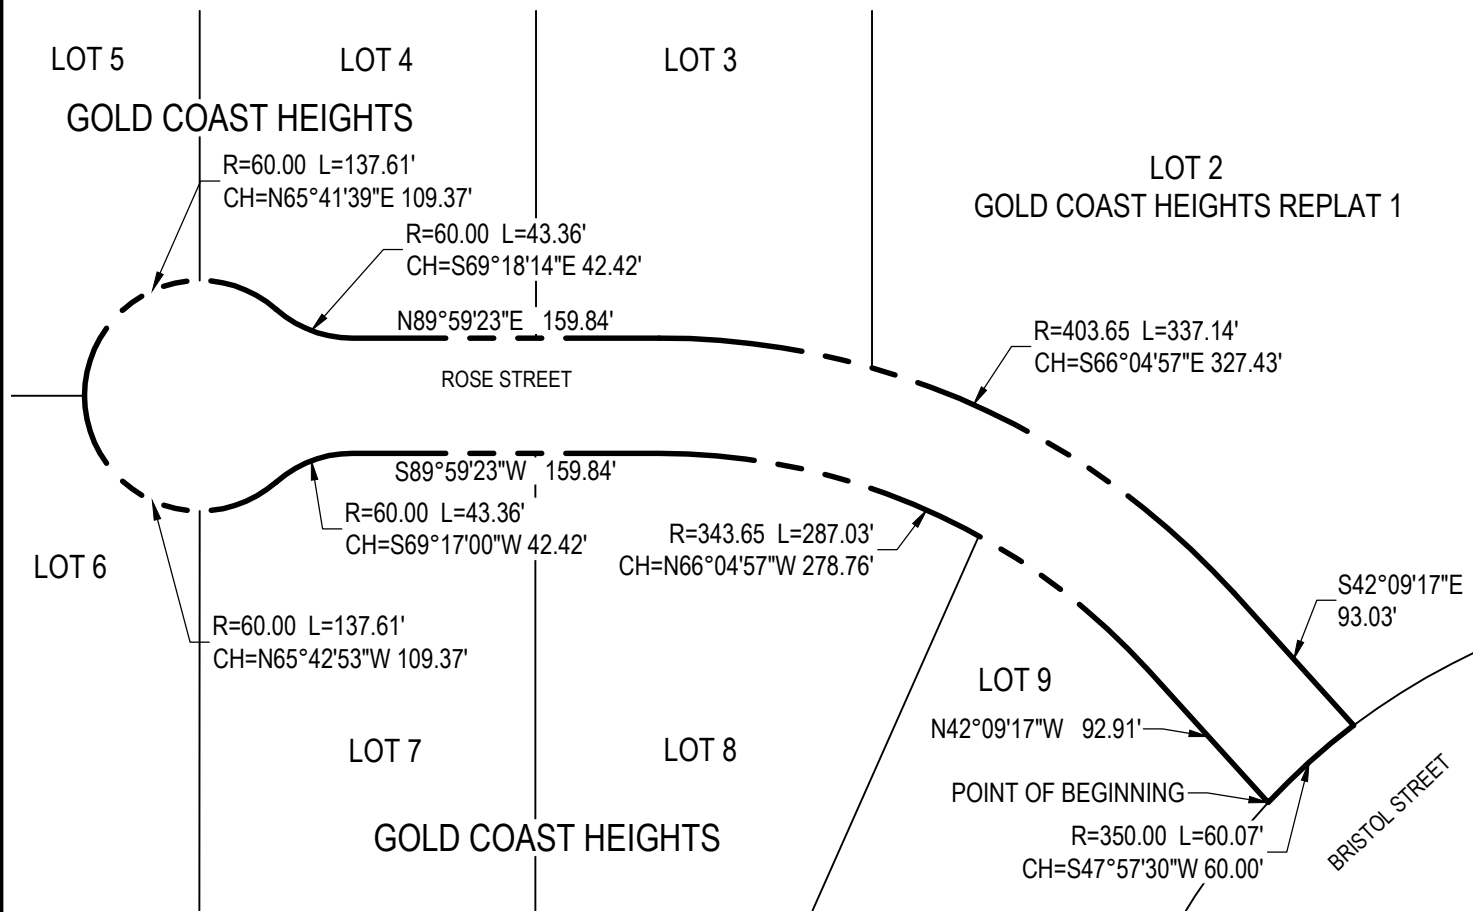 LOT 5
LOT 4
LOT 3
GOLD COAST HEIGHTS
R=60.00 L=137.61'
CH=N65°41'39"E 109.37'
LOT 2
GOLD COAST HEIGHTS REPLAT 1
R=60.00 L=43.36'
CH=S69°18'14"E 42.42'
N89°59'23"E 159.84'
R=403.65 L=337.14'
CH=S66°04'57"E 327.43'
ROSE STREET
S89°59'23"W 159.84'
R=60.00 L=43.36'
CH=S69°17'00"W 42.42'
R=343.65 L=287.03'
CH=N66°04'57"W 278.76'
LOT 6
S42°09'17"E
93.03'
R=60.00 L=137.61'
CH=N65°42'53"W 109.37'
LOT 9
N42°09'17"W 92.91'
LOT 7
LOT 8
POINT OF BEGINNING
GOLD COAST HEIGHTS
R=350.00 L=60.07'
CH=S47°57'30"W 60.00'
BRISTOL STREET